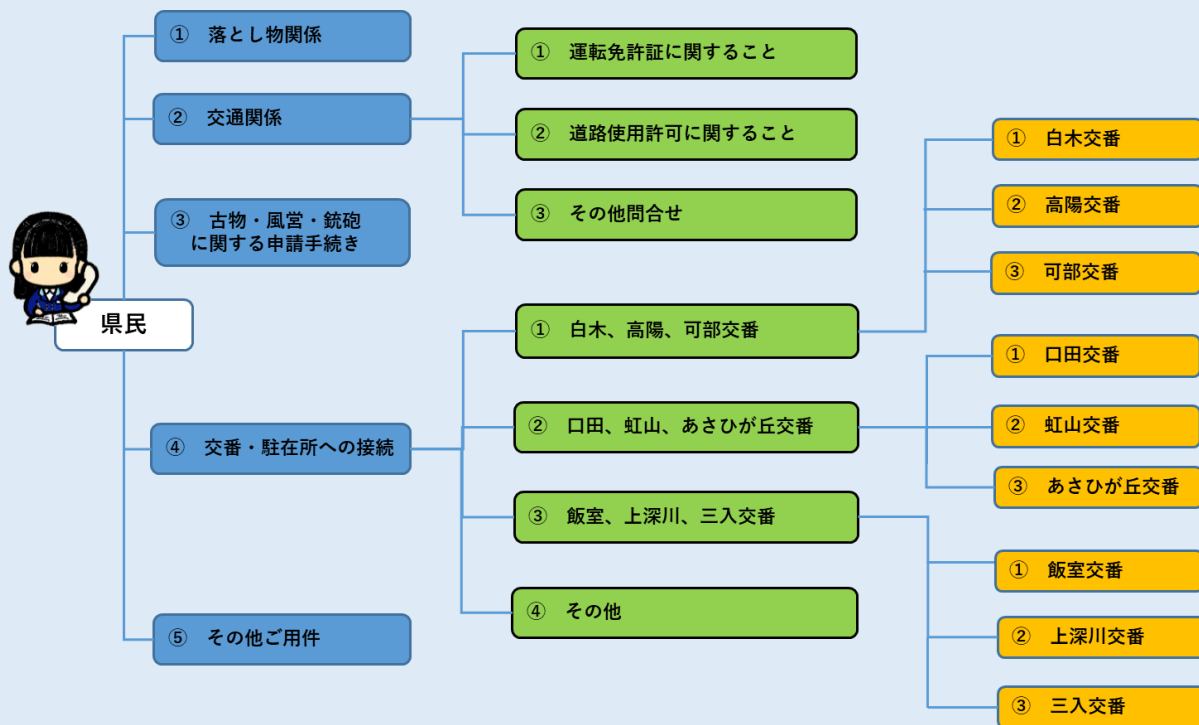 県民
① 落とし物関係
② 交通関係
③ 古物・風営・銃砲
に関する申請手続き
④ 交番・駐在所への接続
⑤ その他ご用件
① 運転免許証に関すること
② 道路使用許可に関すること
③ その他問合せ
① 白木、高陽、可部交番
② 口田、虹山、あさひが丘交番
③ 飯室、上深川、三入交番
④ その他
① 白木交番
② 高陽交番
③ 可部交番
① 口田交番
② 虹山交番
③ あさひが丘交番
① 飯室交番
② 上深川交番
③ 三入交番